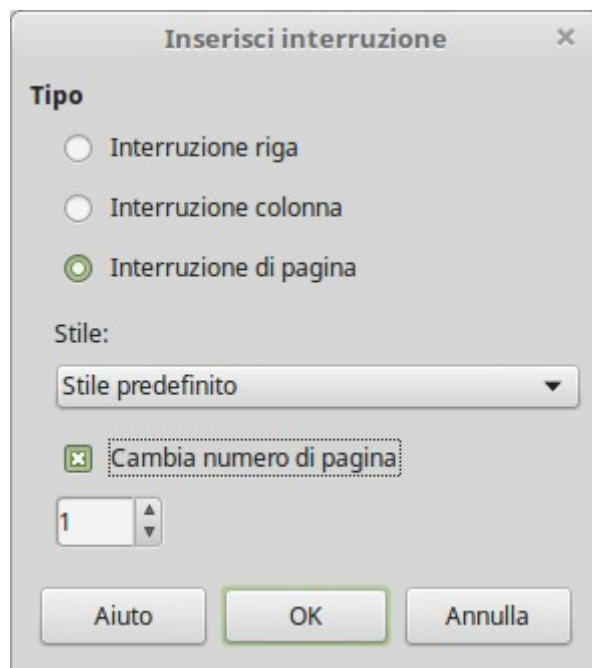 Inserisci interruzione
Tipo
Interruzione riga
Interruzione colonna
Interruzione di pagina
Stile:
Stile predefinito
Cambia numero di pagina
1
Aiuto OK Annulla